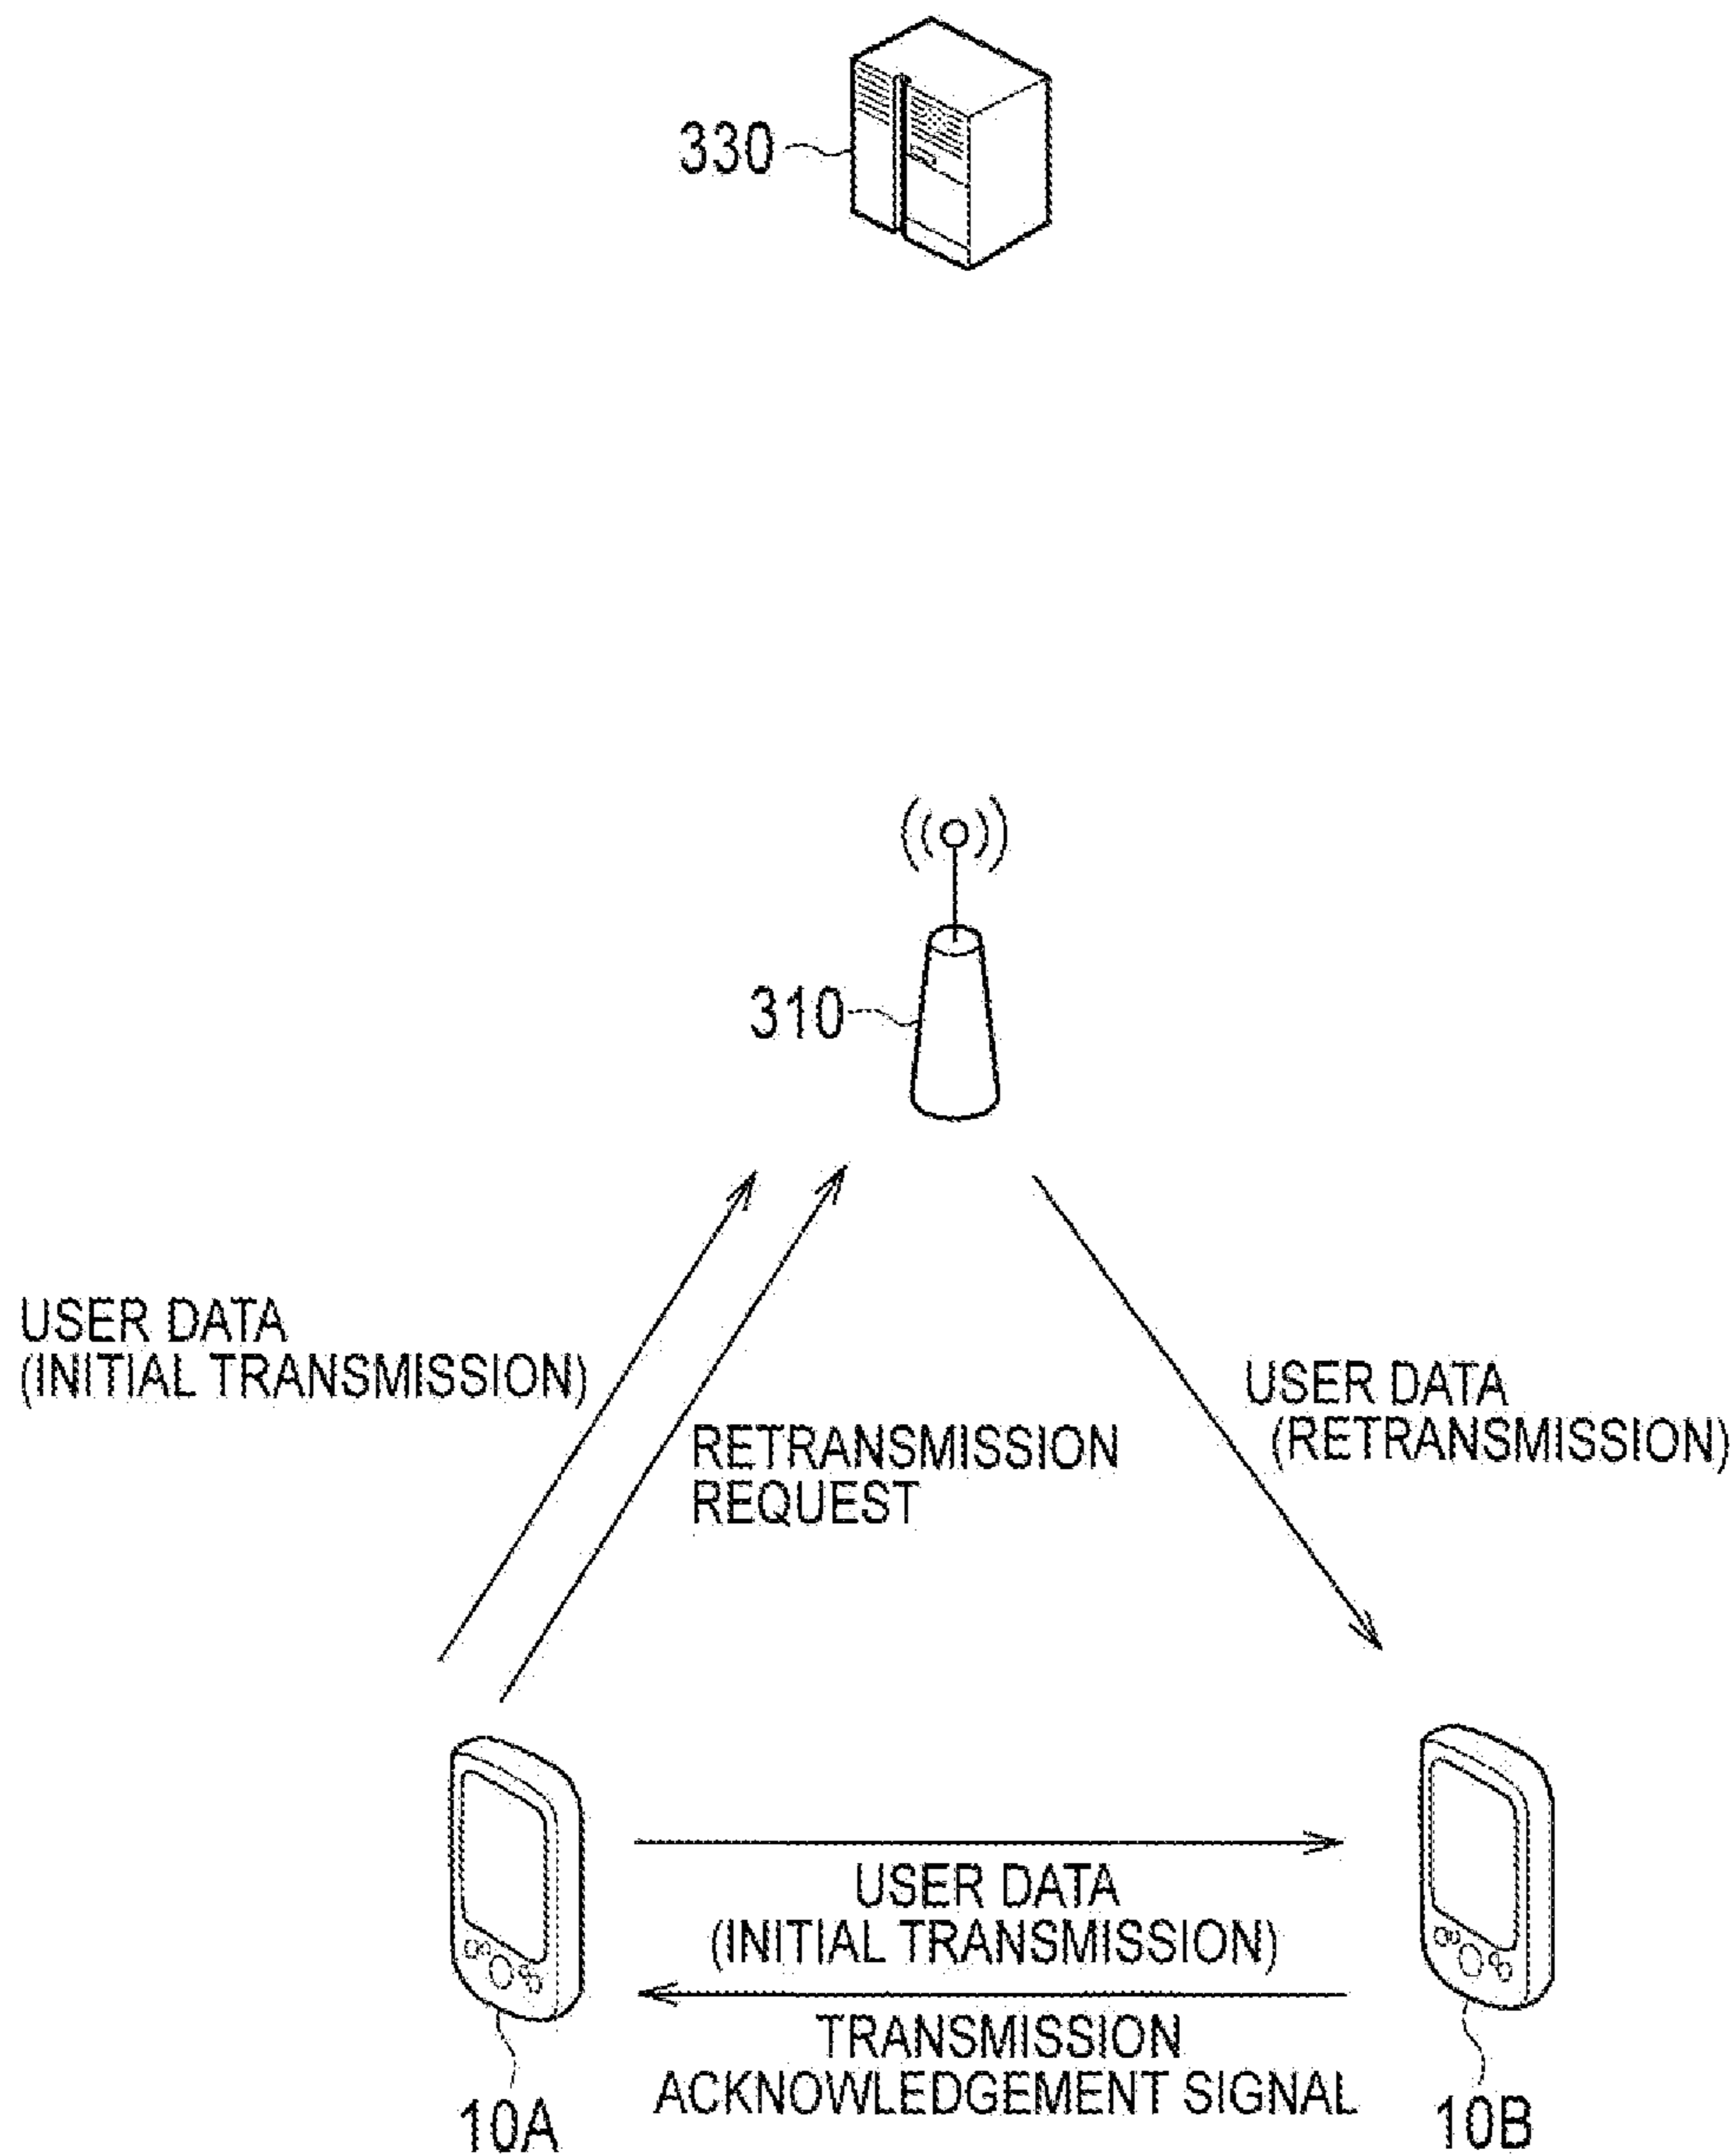 330
310
USER DATA
(INITIAL TRANSMISSION)
RETRANSMISSION
REQUEST
USER DATA
(RETRANSMISSION)
USER DATA
(INITIAL TRANSMISSION)
TRANSMISSION
ACKNOWLEDGEMENT SIGNAL
10A
10B